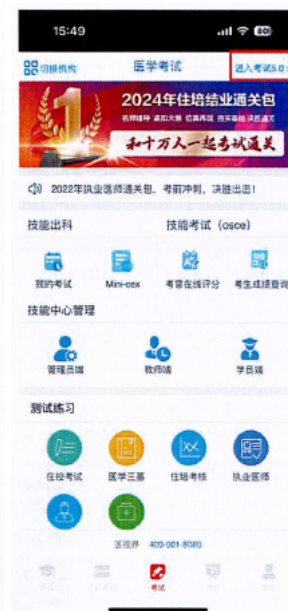 15:49
80
切换机构 医学考试 进入考试5.0
2024年住培结业通关包
和十万人一起考试通关
2022年执业医师通关包，考前冲刺，决胜出击！
技能出科 技能考试（osce）
我的考试 Mini-cex 考官在线评分 考生成绩查询
技能中心管理
管理员端 教师端 学员端
测试练习
在校考试 医学三基 住培考核 执业医师
医视界 400-001-8080
考试